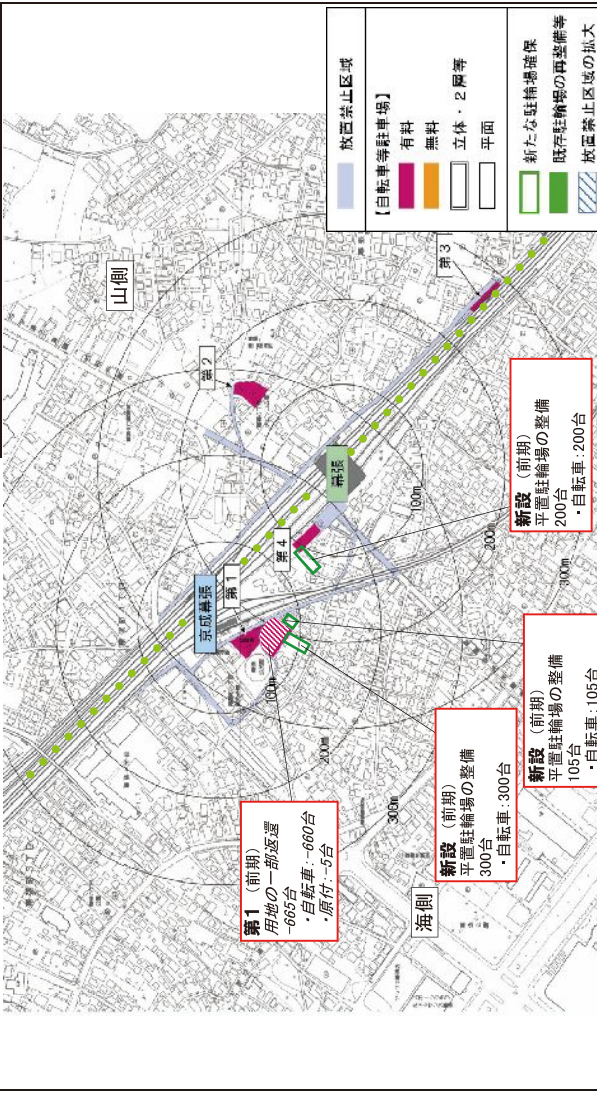 放置禁止区域
【自転車等駐車場】
有料
無料
立体・2層等
平面
新たな駐輪場確保
既存駐輪場の再整備等
放置禁止区域の拡大
山側
第3
第2
幕張
第4
京成幕張
第1
100m
200m
300m
100m
200m
300m
新設 (前期)
平置駐輪場の整備
200台
・自転車:200台
新設 (前期)
平置駐輪場の整備
105台
・自転車:105台
新設 (前期)
平置駐輪場の整備
300台
・自転車:300台
第1 (前期)
用地の一部返還
-665台
・自転車:-660台
・原付:-5台
海側